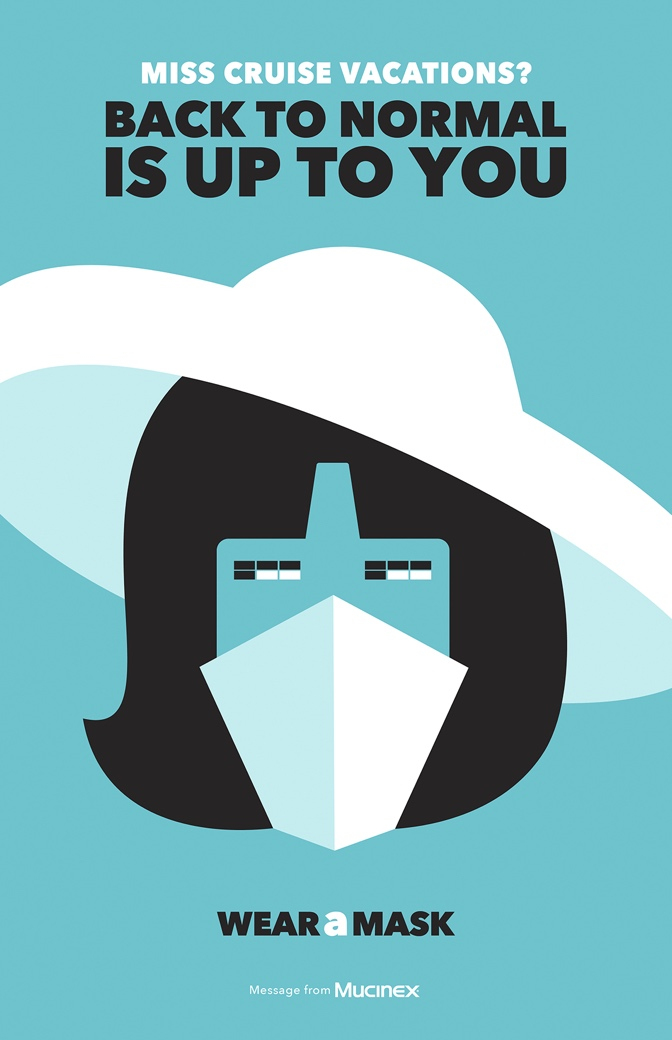 MISS CRUISE VACATIONS?
BACK TO NORMAL
IS UP TO YOU
WEAR a MASK
Message from Mucinex